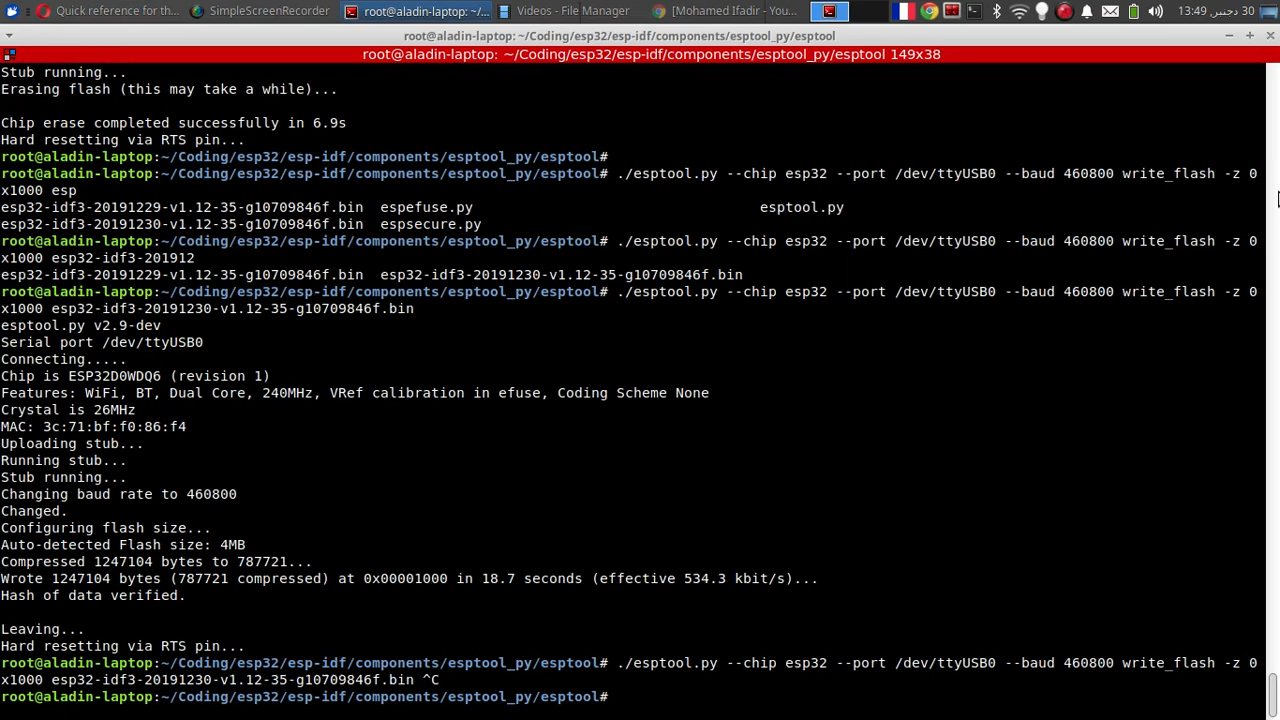 Quick reference for th...
SimpleScreenRecorder
root@aladin-laptop: ~/...
Videos - File Manager
[Mohamed Ifadir - You...
30 دجنبر, 13:49
root@aladin-laptop: ~/Coding/esp32/esp-idf/components/esptool_py/esptool
root@aladin-laptop: ~/Coding/esp32/esp-idf/components/esptool_py/esptool 149x38
Stub running...
Erasing flash (this may take a while)...
Chip erase completed successfully in 6.9s
Hard resetting via RTS pin...
root@aladin-laptop:~/Coding/esp32/esp-idf/components/esptool_py/esptool#
root@aladin-laptop:~/Coding/esp32/esp-idf/components/esptool_py/esptool# ./esptool.py --chip esp32 --port /dev/ttyUSB0 --baud 460800 write_flash -z 0
x1000 esp
esp32-idf3-20191229-v1.12-35-g10709846f.bin  espefuse.py                                  esptool.py
esp32-idf3-20191230-v1.12-35-g10709846f.bin  espsecure.py
root@aladin-laptop:~/Coding/esp32/esp-idf/components/esptool_py/esptool# ./esptool.py --chip esp32 --port /dev/ttyUSB0 --baud 460800 write_flash -z 0
x1000 esp32-idf3-201912
esp32-idf3-20191229-v1.12-35-g10709846f.bin  esp32-idf3-20191230-v1.12-35-g10709846f.bin
root@aladin-laptop:~/Coding/esp32/esp-idf/components/esptool_py/esptool# ./esptool.py --chip esp32 --port /dev/ttyUSB0 --baud 460800 write_flash -z 0
x1000 esp32-idf3-20191230-v1.12-35-g10709846f.bin
esptool.py v2.9-dev
Serial port /dev/ttyUSB0
Connecting.....
Chip is ESP32D0WDQ6 (revision 1)
Features: WiFi, BT, Dual Core, 240MHz, VRef calibration in efuse, Coding Scheme None
Crystal is 26MHz
MAC: 3c:71:bf:f0:86:f4
Uploading stub...
Running stub...
Stub running...
Changing baud rate to 460800
Changed.
Configuring flash size...
Auto-detected Flash size: 4MB
Compressed 1247104 bytes to 787721...
Wrote 1247104 bytes (787721 compressed) at 0x00001000 in 18.7 seconds (effective 534.3 kbit/s)...
Hash of data verified.
Leaving...
Hard resetting via RTS pin...
root@aladin-laptop:~/Coding/esp32/esp-idf/components/esptool_py/esptool# ./esptool.py --chip esp32 --port /dev/ttyUSB0 --baud 460800 write_flash -z 0
x1000 esp32-idf3-20191230-v1.12-35-g10709846f.bin ^C
root@aladin-laptop:~/Coding/esp32/esp-idf/components/esptool_py/esptool#